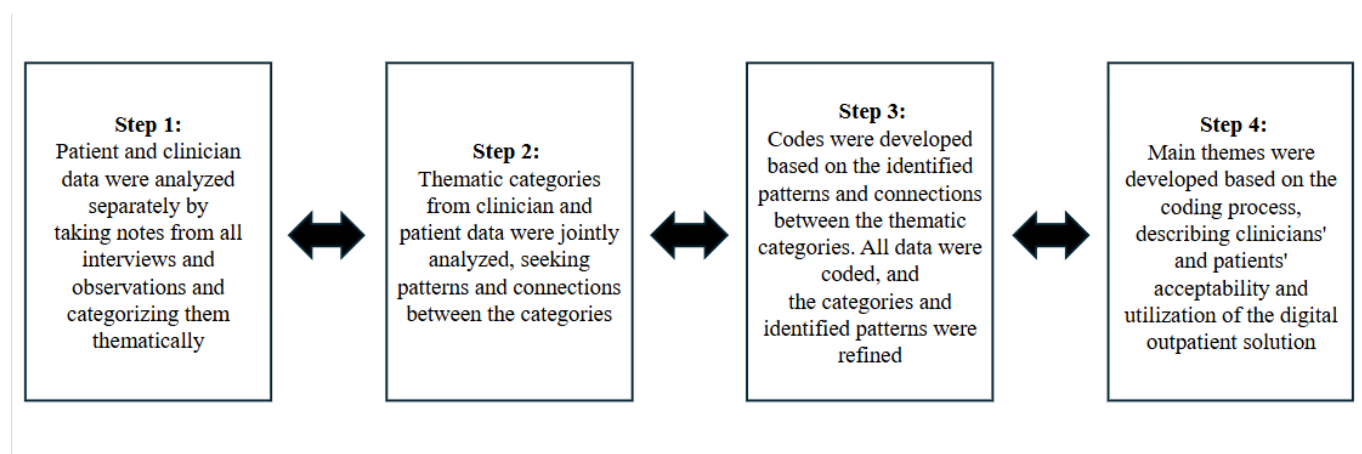 Step 1:
Patient and clinician
data were analyzed
separately by
taking notes from all
interviews and
observations and
categorizing them
thematically
Step 2:
Thematic categories
from clinician and
patient data were jointly
analyzed, seeking
patterns and connections
between the categories
Step 3:
Codes were developed
based on the identified
patterns and connections
between the thematic
categories. All data were
coded, and
the categories and
identified patterns were
refined
Step 4:
Main themes were
developed based on the
coding process,
describing clinicians'
and patients'
acceptability and
utilization of the digital
outpatient solution